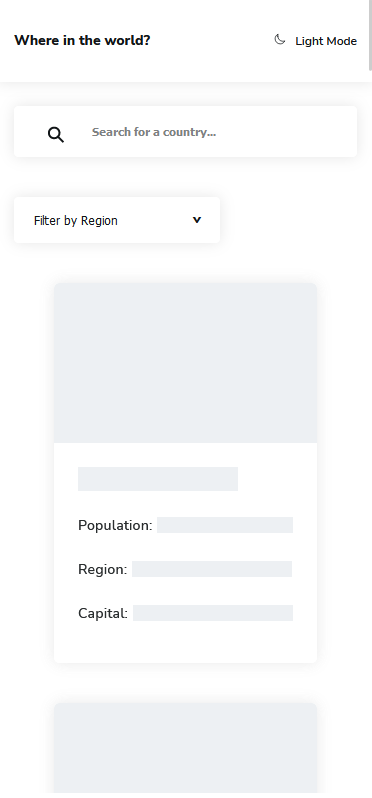 Where in the world?
Light Mode
Search for a country...
Filter by Region
Population:
Region:
Capital: